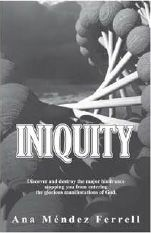 INIQUITY
Discover and destroy the major hindrance
stopping you from entering
the glorious manifestations of God.
Ana Méndez Ferrell